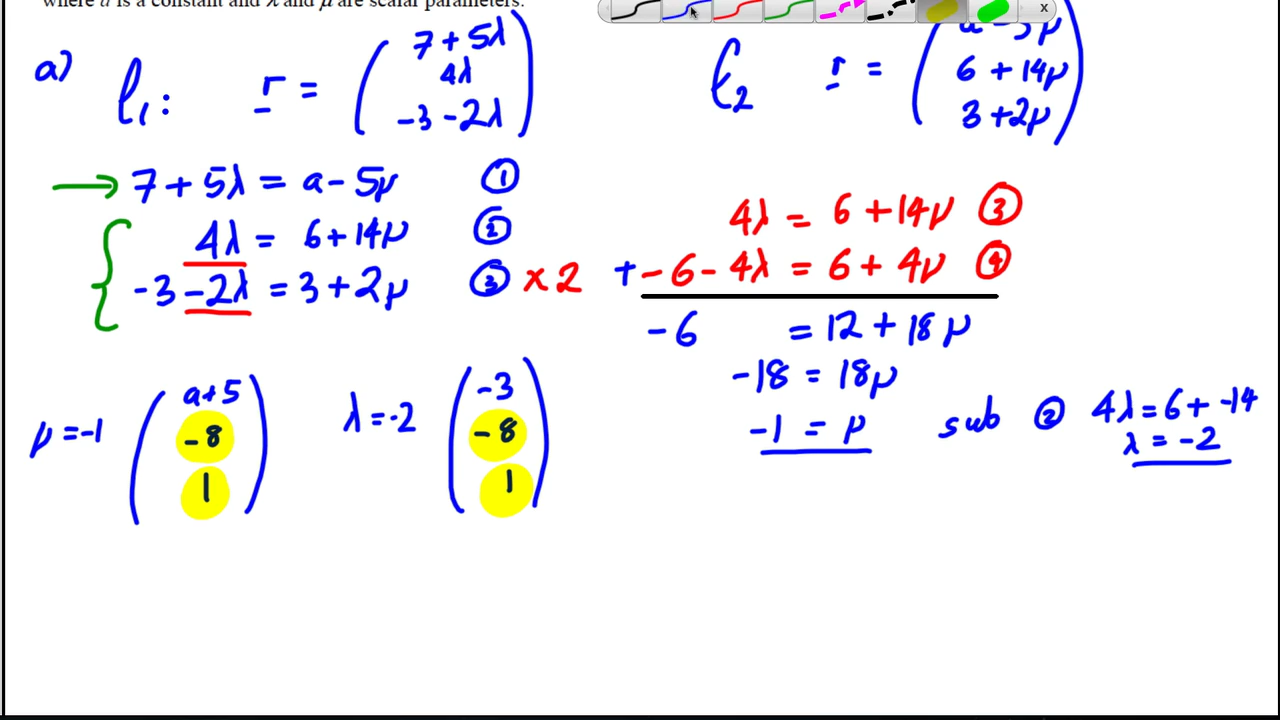 where a is a constant and λ and μ are scalar parameters.
x
a) l₁: r = ( 7 + 5λ
4λ
-3 - 2λ )
l₂ r = ( a - 5μ
6 + 14μ
3 + 2μ )
→ 7 + 5λ = a - 5μ ①
4λ = 6 + 14μ ②
-3 - 2λ = 3 + 2μ ③ × 2
4λ = 6 + 14μ ③
+ -6 - 4λ = 6 + 4μ ④
-6 = 12 + 18μ
-18 = 18μ
-1 = μ
sub ② 4λ = 6 + -14
λ = -2
μ = -1 ( a+5
-8
1 )
λ = -2 ( -3
-8
1 )